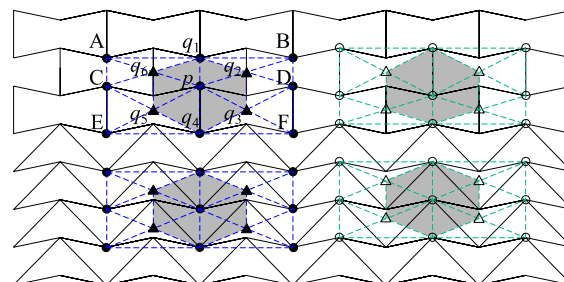 A q₁ B
C q₆ p q₂ D
E q₅ q₄ q₃ F